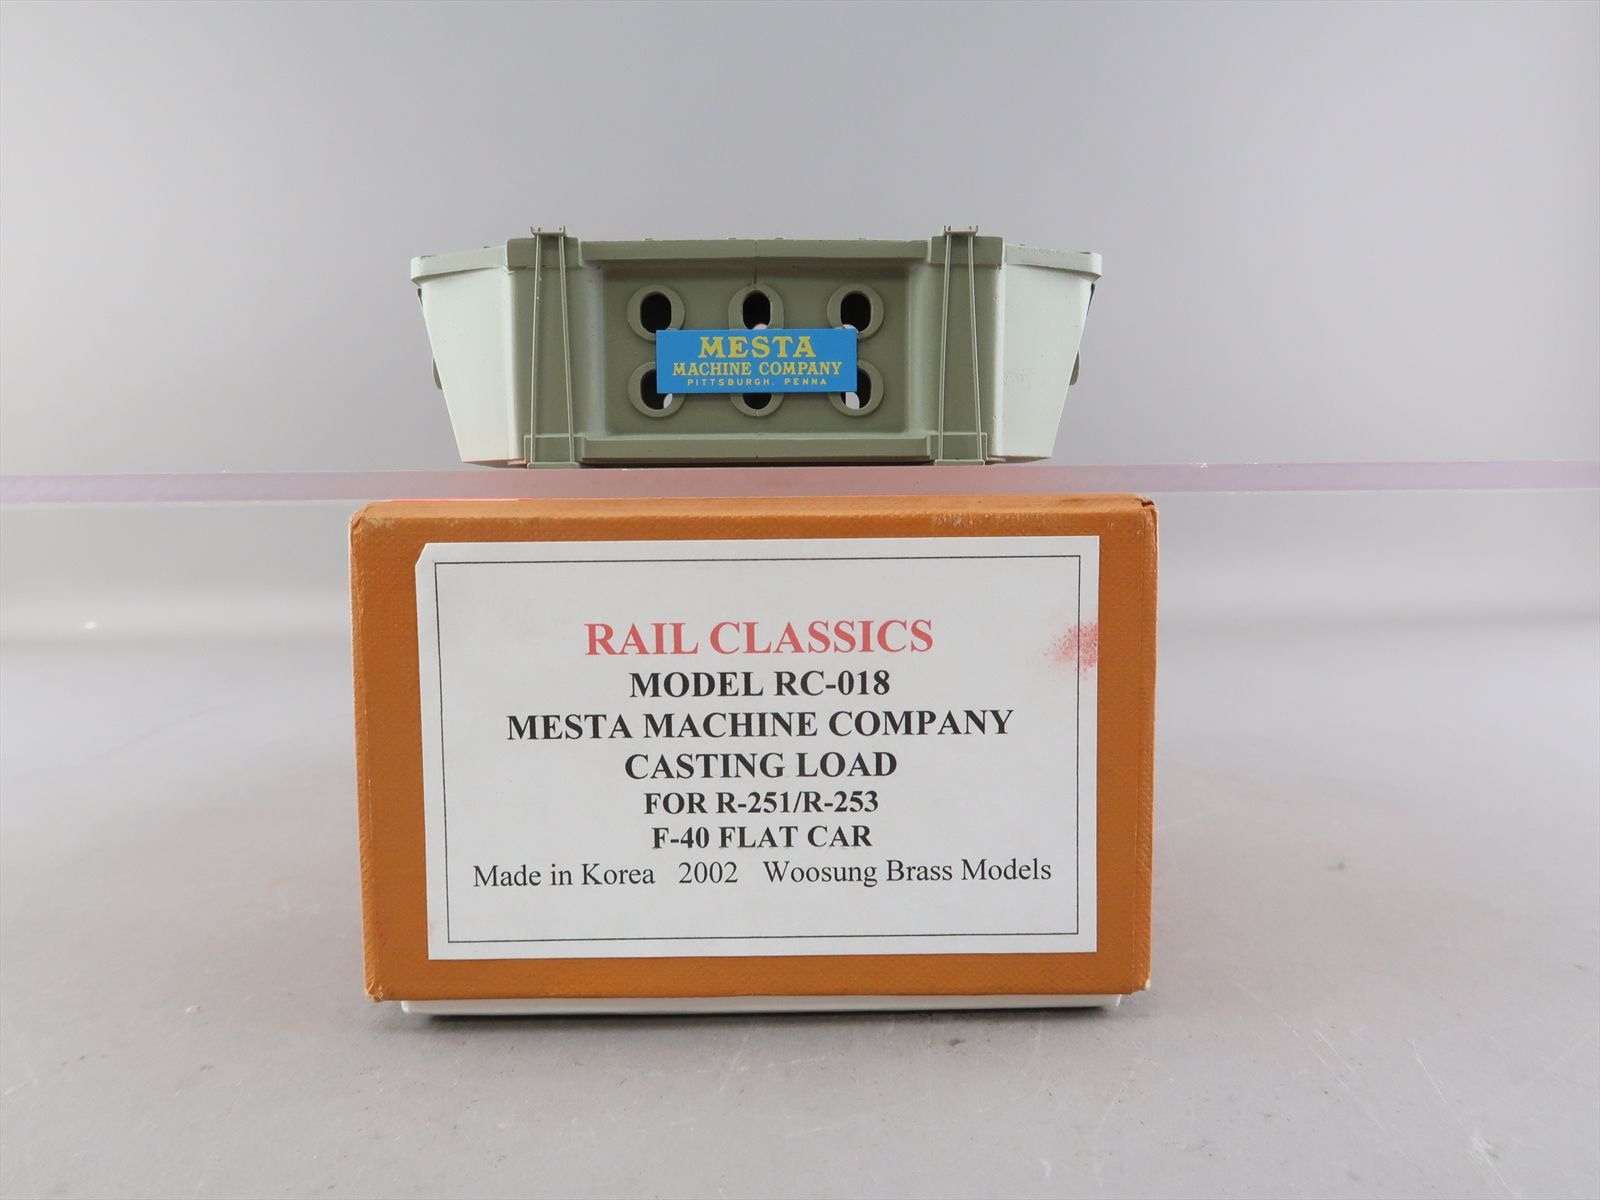 MESTA
MACHINE COMPANY
PITTSBURGH, PENNA
RAIL CLASSICS
MODEL RC-018
MESTA MACHINE COMPANY
CASTING LOAD
FOR R-251/R-253
F-40 FLAT CAR
Made in Korea 2002 Woosung Brass Models